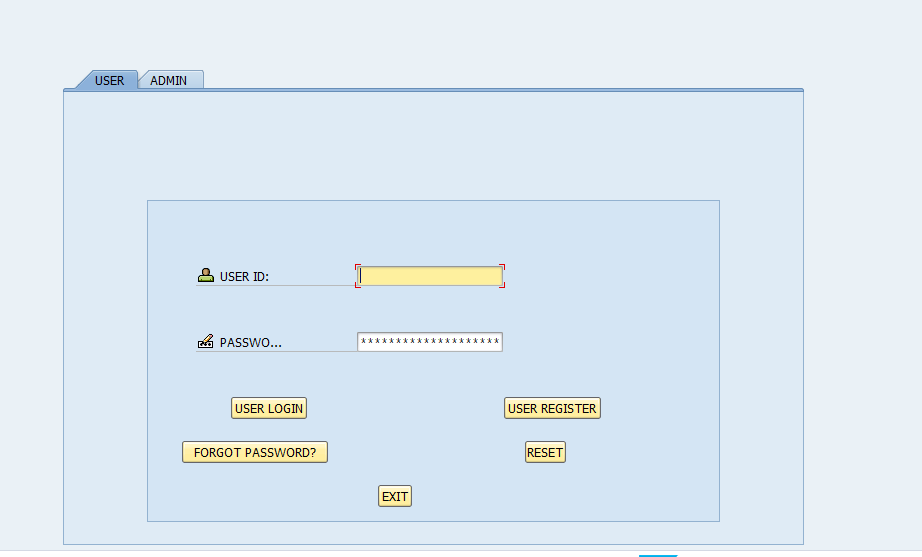 USER ADMIN
USER ID:
PASSWO... ********************
USER LOGIN USER REGISTER
FORGOT PASSWORD? RESET
EXIT